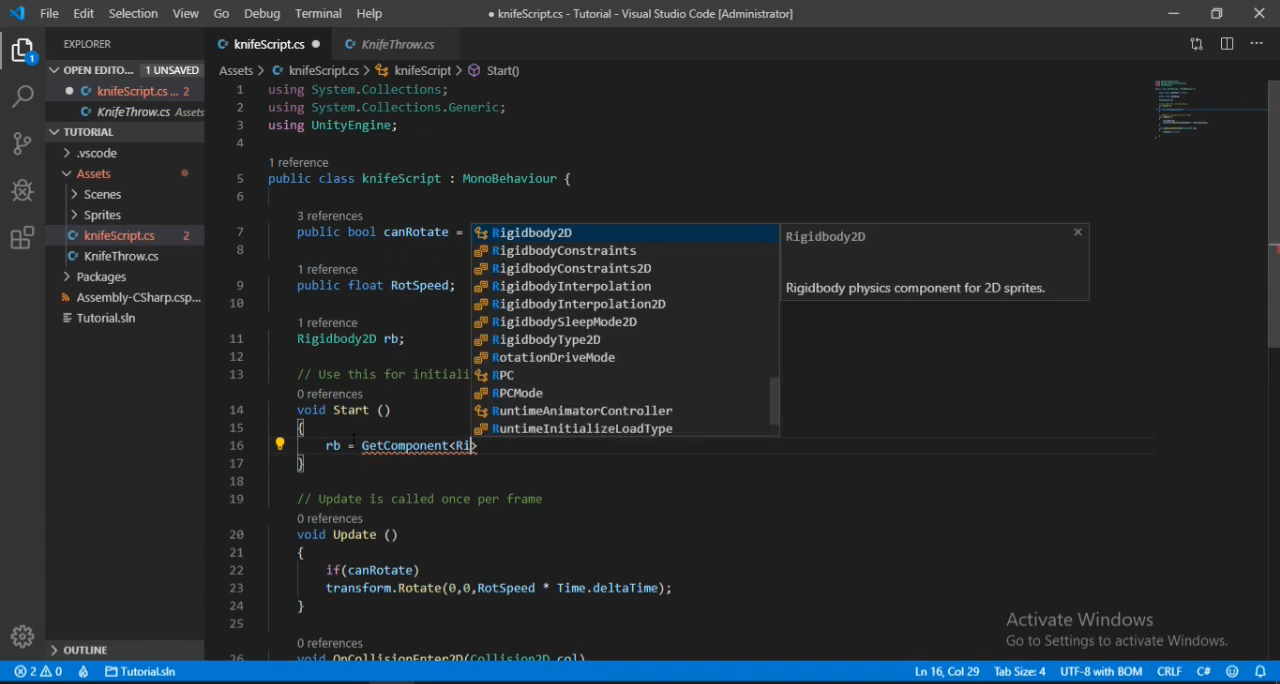 File Edit Selection View Go Debug Terminal Help
● knifeScript.cs - Tutorial - Visual Studio Code [Administrator]
EXPLORER
OPEN EDITO... 1 UNSAVED
knifeScript.cs ... 2
KnifeThrow.cs Assets
TUTORIAL
.vscode
Assets
Scenes
Sprites
knifeScript.cs 2
KnifeThrow.cs
Packages
Assembly-CSharp.csp...
Tutorial.sln
OUTLINE
knifeScript.cs KnifeThrow.cs
Assets > knifeScript.cs > knifeScript > Start()
1 using System.Collections;
2 using System.Collections.Generic;
3 using UnityEngine;
4
1 reference
5 public class knifeScript : MonoBehaviour {
6
3 references
7 public bool canRotate =
8
1 reference
9 public float RotSpeed;
10
1 reference
11 Rigidbody2D rb;
12
13 // Use this for initiali
0 references
14 void Start ()
15 {
16 rb = GetComponent<Ri>
17 }
18
19 // Update is called once per frame
0 references
20 void Update ()
21 {
22 if(canRotate)
23 transform.Rotate(0,0,RotSpeed * Time.deltaTime);
24 }
25
0 references
26 void OnCollisionEnter2D(Collision2D col)
Rigidbody2D
RigidbodyConstraints
RigidbodyConstraints2D
RigidbodyInterpolation
RigidbodyInterpolation2D
RigidbodySleepMode2D
RigidbodyType2D
RotationDriveMode
RPC
RPCMode
RuntimeAnimatorController
RuntimeInitializeLoadType
Rigidbody2D
Rigidbody physics component for 2D sprites.
Activate Windows
Go to Settings to activate Windows.
2 0 Tutorial.sln
Ln 16, Col 29 Tab Size: 4 UTF-8 with BOM CRLF C#